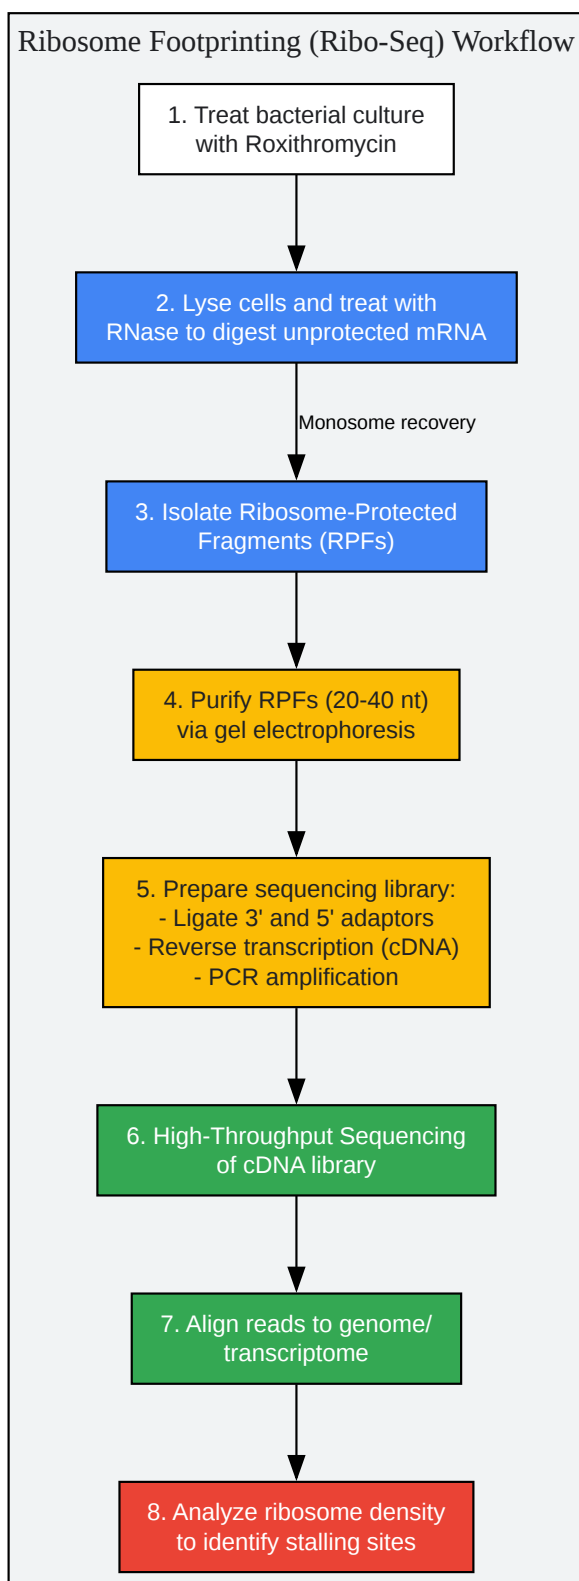 Ribosome Footprinting (Ribo-Seq) Workflow
1. Treat bacterial culture
with Roxithromycin
2. Lyse cells and treat with
RNase to digest unprotected mRNA
Monosome recovery
3. Isolate Ribosome-Protected
Fragments (RPFs)
4. Purify RPFs (20-40 nt)
via gel electrophoresis
5. Prepare sequencing library:
- Ligate 3' and 5' adaptors
- Reverse transcription (cDNA)
- PCR amplification
6. High-Throughput Sequencing
of cDNA library
7. Align reads to genome/
transcriptome
8. Analyze ribosome density
to identify stalling sites